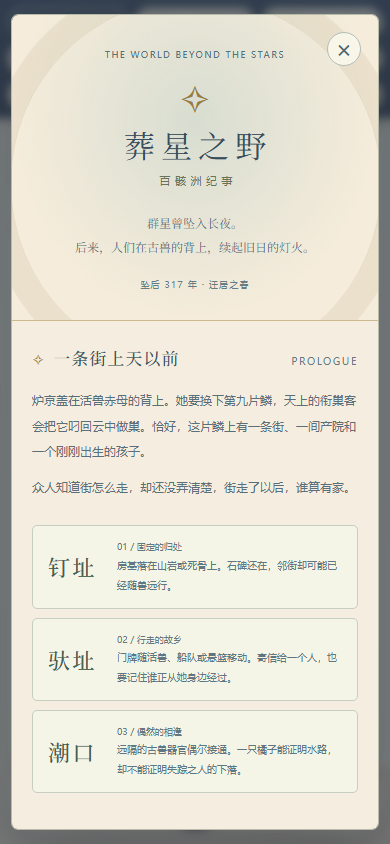 THE WORLD BEYOND THE STARS
葬星之野
百骸洲纪事
群星曾坠入长夜。
后来，人们在古兽的背上，续起旧日的灯火。
坠后 317 年 · 迁居之春
一条街上天以前
PROLOGUE
炉京盖在活兽赤母的背上。她要换下第九片鳞，天上的衔巢客
会把它叼回云中做巢。恰好，这片鳞上有一条街、一间产院和
一个刚刚出生的孩子。
众人知道街怎么走，却还没弄清楚，街走了以后，谁算有家。
钉址
01 / 固定的归处
房基落在山岩或死骨上。石碑还在，邻街却可能已
经随兽远行。
驮址
02 / 行走的故乡
门牌随活兽、船队或悬篮移动。寄信给一个人，也
要记住谁正从她身边经过。
潮口
03 / 偶然的相逢
远隔的古兽器官偶尔接通。一只橘子能证明水路，
却不能证明失踪之人的下落。